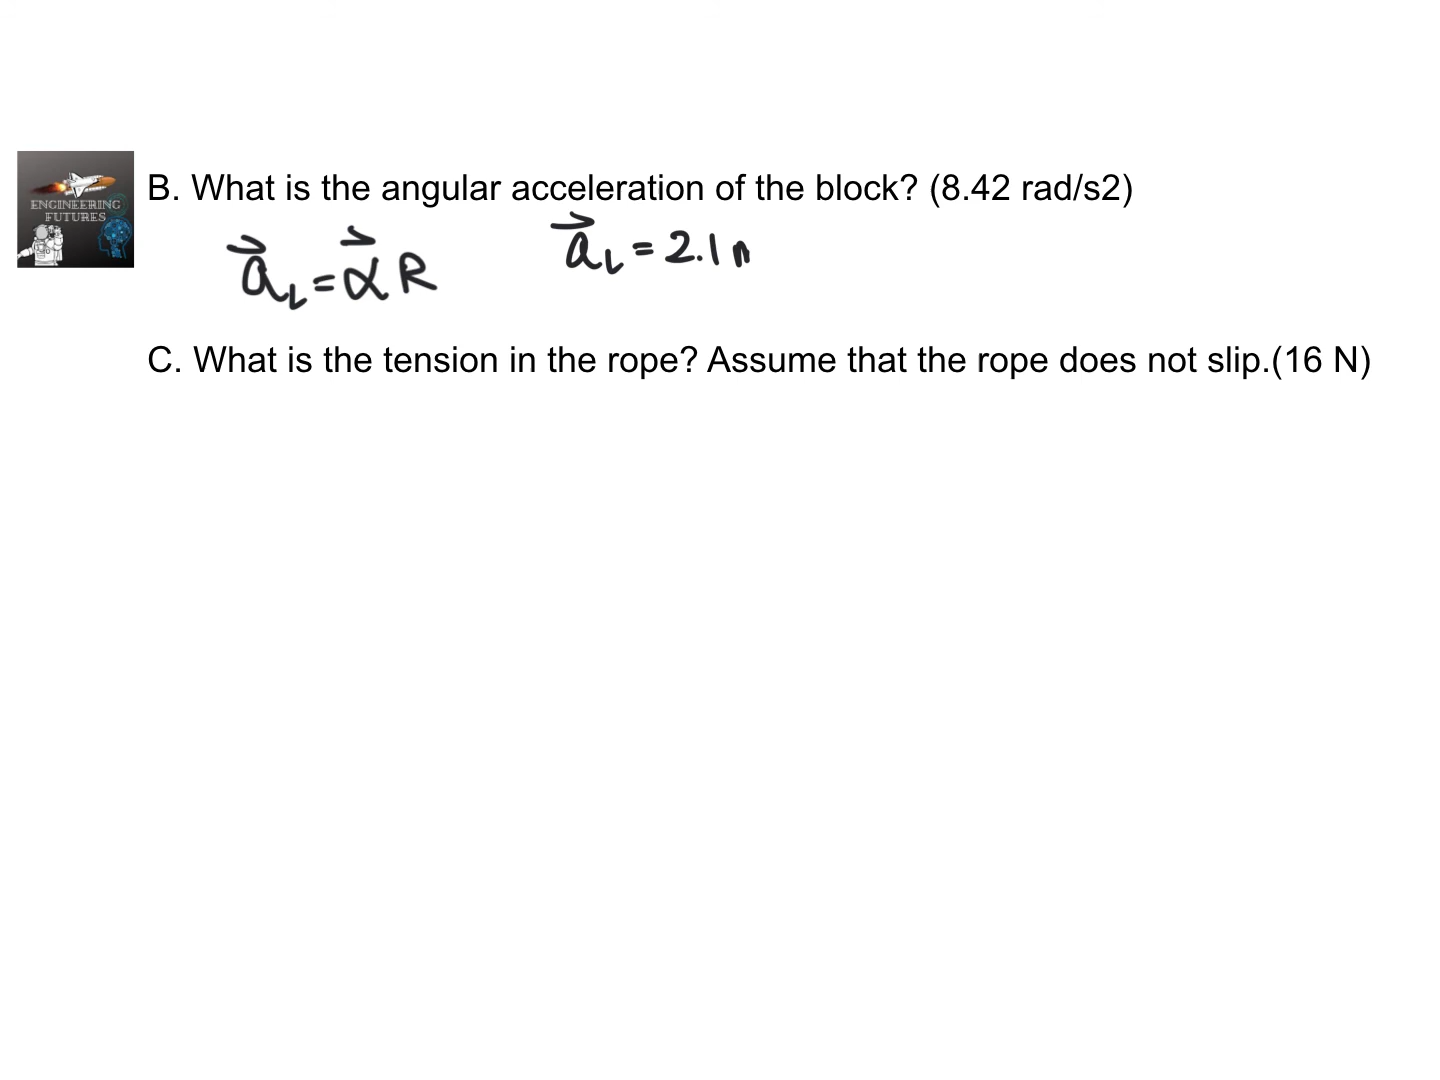 ENGINEERING
FUTURES
B. What is the angular acceleration of the block? (8.42 rad/s2)
a⃗L = α⃗ R
a⃗L = 2.1 m
C. What is the tension in the rope? Assume that the rope does not slip.(16 N)